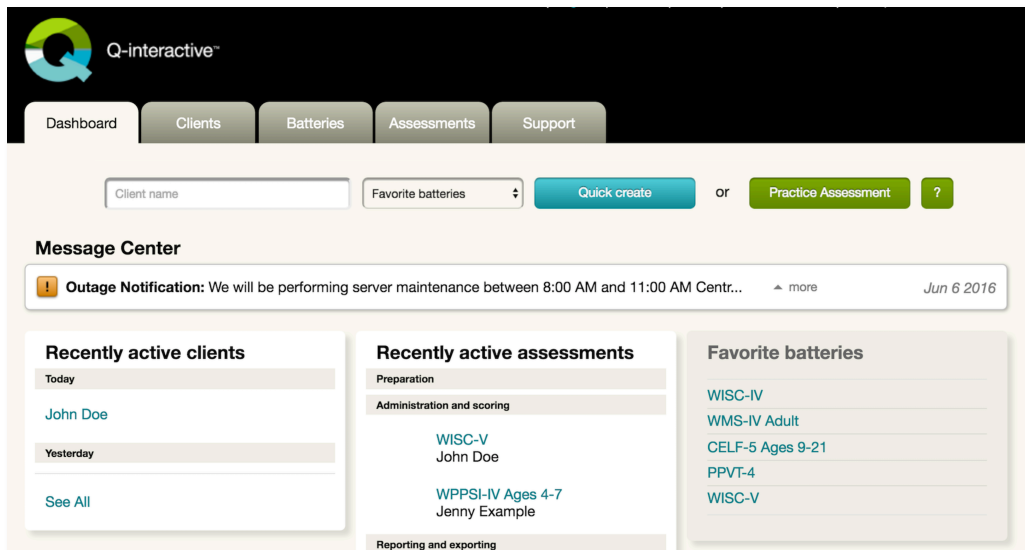 Q-interactive™
Dashboard
Clients
Batteries
Assessments
Support
Client name
Favorite batteries
Quick create
or
Practice Assessment
?
Message Center
! Outage Notification: We will be performing server maintenance between 8:00 AM and 11:00 AM Centr... more Jun 6 2016
Recently active clients
Today
John Doe
Yesterday
See All
Recently active assessments
Preparation
Administration and scoring
WISC-V
John Doe
WPPSI-IV Ages 4-7
Jenny Example
Reporting and exporting
Favorite batteries
WISC-IV
WMS-IV Adult
CELF-5 Ages 9-21
PPVT-4
WISC-V